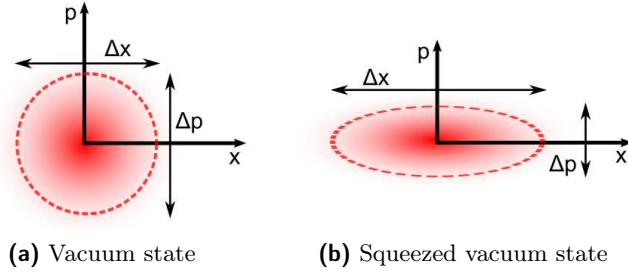 p
Δx
Δp
x
p
Δx
x
Δp
(a) Vacuum state
(b) Squeezed vacuum state